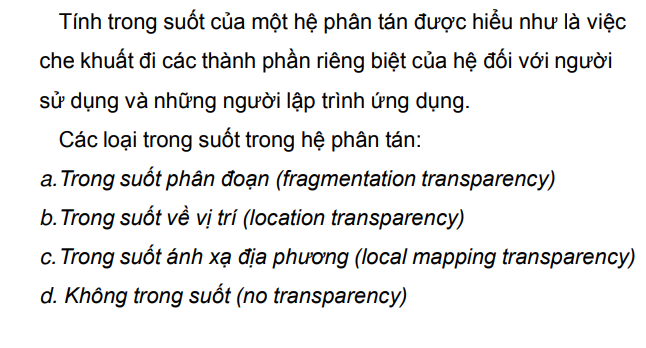 Tính trong suốt của một hệ phân tán được hiểu như là việc
che khuất đi các thành phần riêng biệt của hệ đối với người
sử dụng và những người lập trình ứng dụng.
Các loại trong suốt trong hệ phân tán:
a.Trong suốt phân đoạn (fragmentation transparency)
b.Trong suốt về vị trí (location transparency)
c.Trong suốt ánh xạ địa phương (local mapping transparency)
d. Không trong suốt (no transparency)